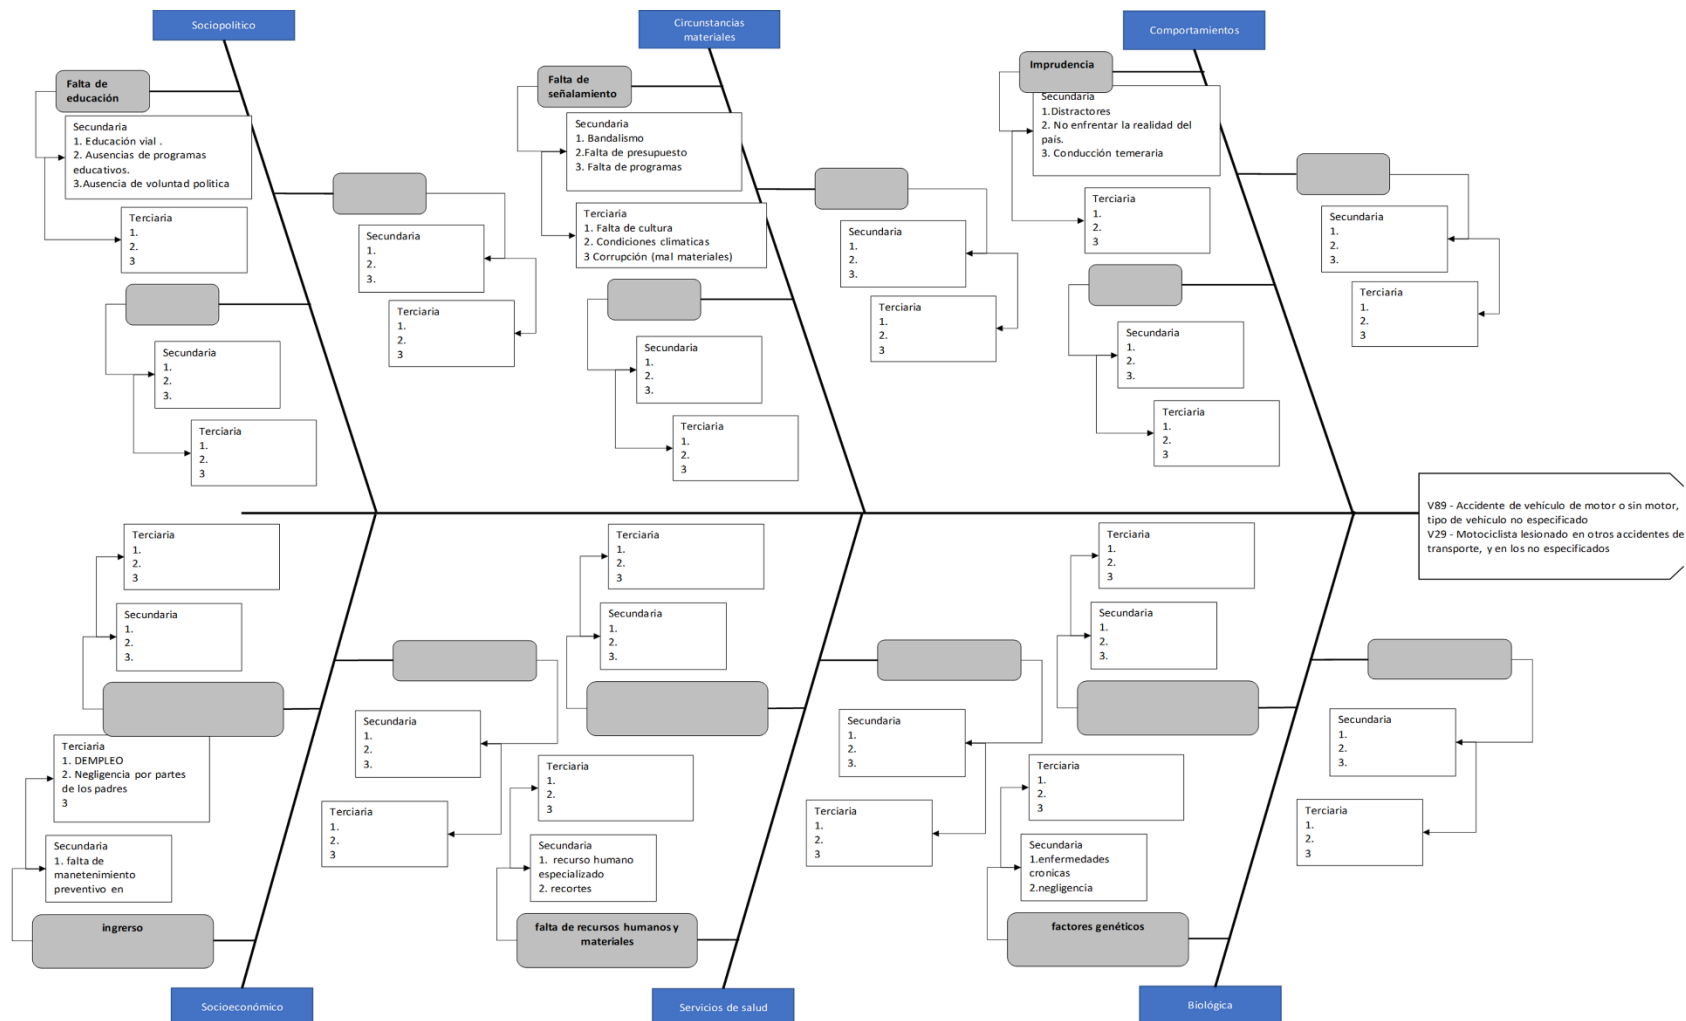 Sociopolítico
Circunstancias
materiales
Comportamientos
Falta de
educación
Secundaria
1. Educación vial .
2. Ausencias de programas
educativos.
3.Ausencia de voluntad politica
Terciaria
1.
2.
3
Secundaria
1.
2.
3.
Terciaria
1.
2.
3
Secundaria
1.
2.
3.
Terciaria
1.
2.
3
Falta de
señalamiento
Secundaria
1. Bandalismo
2.Falta de presupuesto
3. Falta de programas
Terciaria
1. Falta de cultura
2. Condiciones climaticas
3 Corrupción (mal materiales)
Secundaria
1.
2.
3.
Terciaria
1.
2.
3
Secundaria
1.
2.
3.
Terciaria
1.
2.
3
Imprudencia
Secundaria
1.Distractores
2. No enfrentar la realidad del
país.
3. Conducción temeraria
Terciaria
1.
2.
3
Secundaria
1.
2.
3.
Terciaria
1.
2.
3
Secundaria
1.
2.
3.
Terciaria
1.
2.
3
V89 - Accidente de vehículo de motor o sin motor,
tipo de vehículo no especificado
V29 - Motociclista lesionado en otros accidentes de
transporte, y en los no especificados
Terciaria
1.
2.
3
Secundaria
1.
2.
3.
Terciaria
1. DEMPLEO
2. Negligencia por partes
de los padres
3
Secundaria
1. falta de
manetenimiento
preventivo en
ingrerso
Secundaria
1.
2.
3.
Terciaria
1.
2.
3
Socioeconómico
Terciaria
1.
2.
3
Secundaria
1.
2.
3.
Terciaria
1.
2.
3
Secundaria
1. recurso humano
especializado
2. recortes
falta de recursos humanos y
materiales
Secundaria
1.
2.
3.
Terciaria
1.
2.
3
Servicios de salud
Terciaria
1.
2.
3
Secundaria
1.
2.
3.
Terciaria
1.
2.
3
Secundaria
1.enfermedades
cronicas
2.negligencia
factores genéticos
Secundaria
1.
2.
3.
Terciaria
1.
2.
3
Biológica